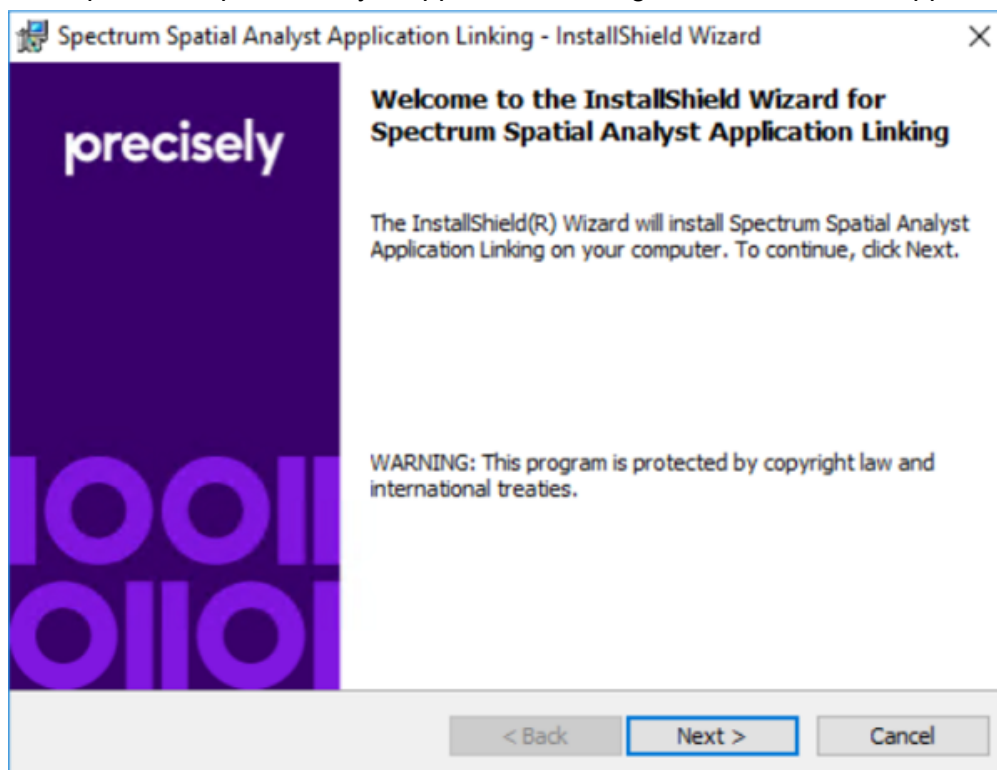 Spectrum Spatial Analyst Application Linking - InstallShield Wizard
precisely
Welcome to the InstallShield Wizard for
Spectrum Spatial Analyst Application Linking
The InstallShield(R) Wizard will install Spectrum Spatial Analyst
Application Linking on your computer. To continue, click Next.
WARNING: This program is protected by copyright law and
international treaties.
< Back
Next >
Cancel